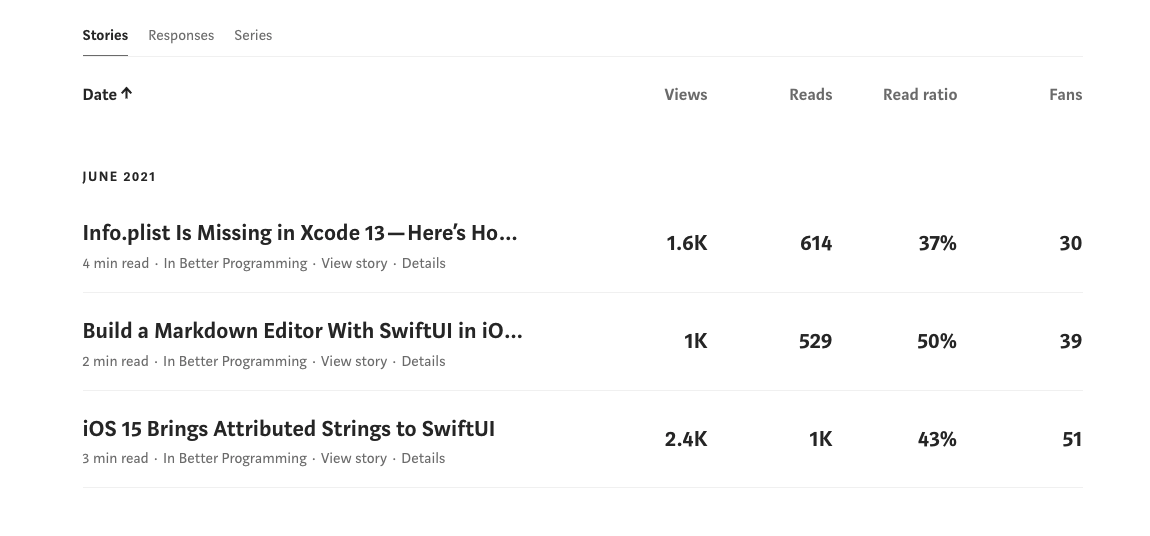 Stories Responses Series
Date ↑ Views Reads Read ratio Fans
JUNE 2021
Info.plist Is Missing in Xcode 13—Here’s Ho… 1.6K 614 37% 30
4 min read · In Better Programming · View story · Details
Build a Markdown Editor With SwiftUI in iO… 1K 529 50% 39
2 min read · In Better Programming · View story · Details
iOS 15 Brings Attributed Strings to SwiftUI 2.4K 1K 43% 51
3 min read · In Better Programming · View story · Details